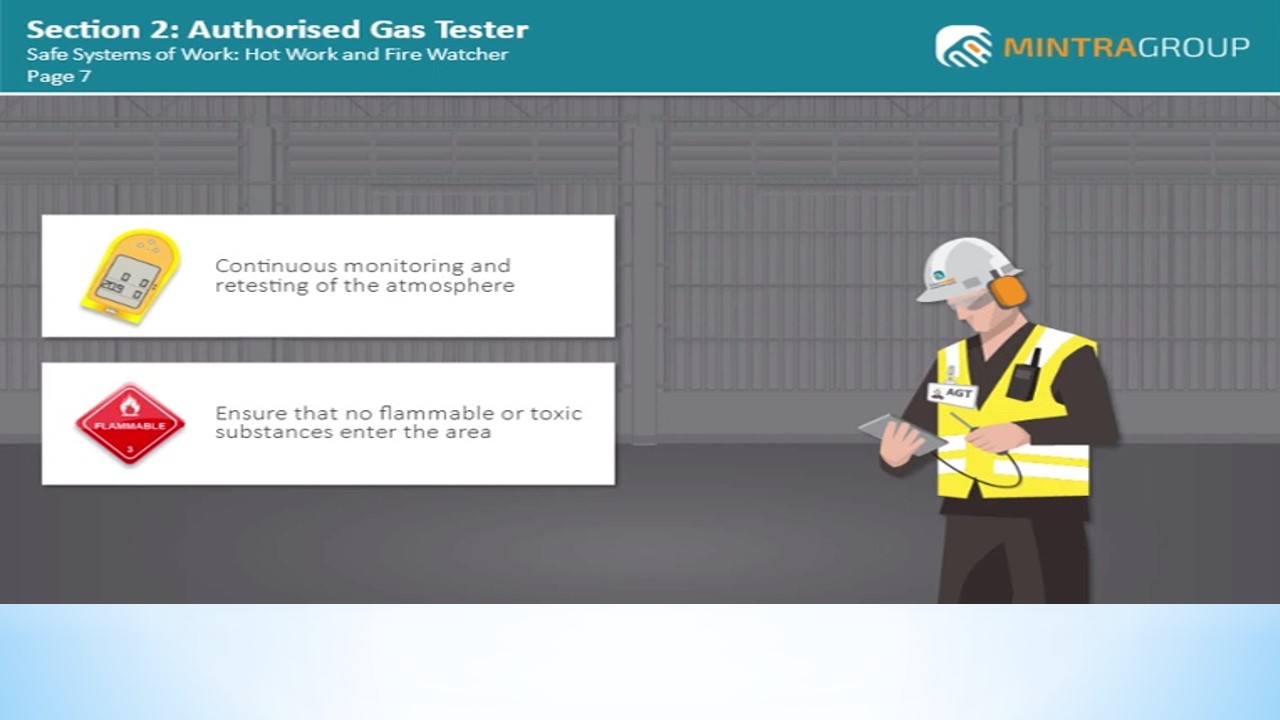 Section 2: Authorised Gas Tester
Safe Systems of Work: Hot Work and Fire Watcher
Page 7
MINTRAGROUP
Continuous monitoring and
retesting of the atmosphere
FLAMMABLE
3
Ensure that no flammable or toxic
substances enter the area
AGT